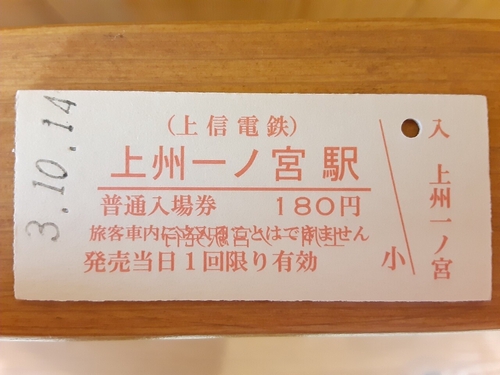 3.10.14
(上信電鉄)
上州一ノ宮駅
普通入場券 180円
旅客車内に立入ることはできません
発売当日1回限り有効
小
入
上州一ノ宮